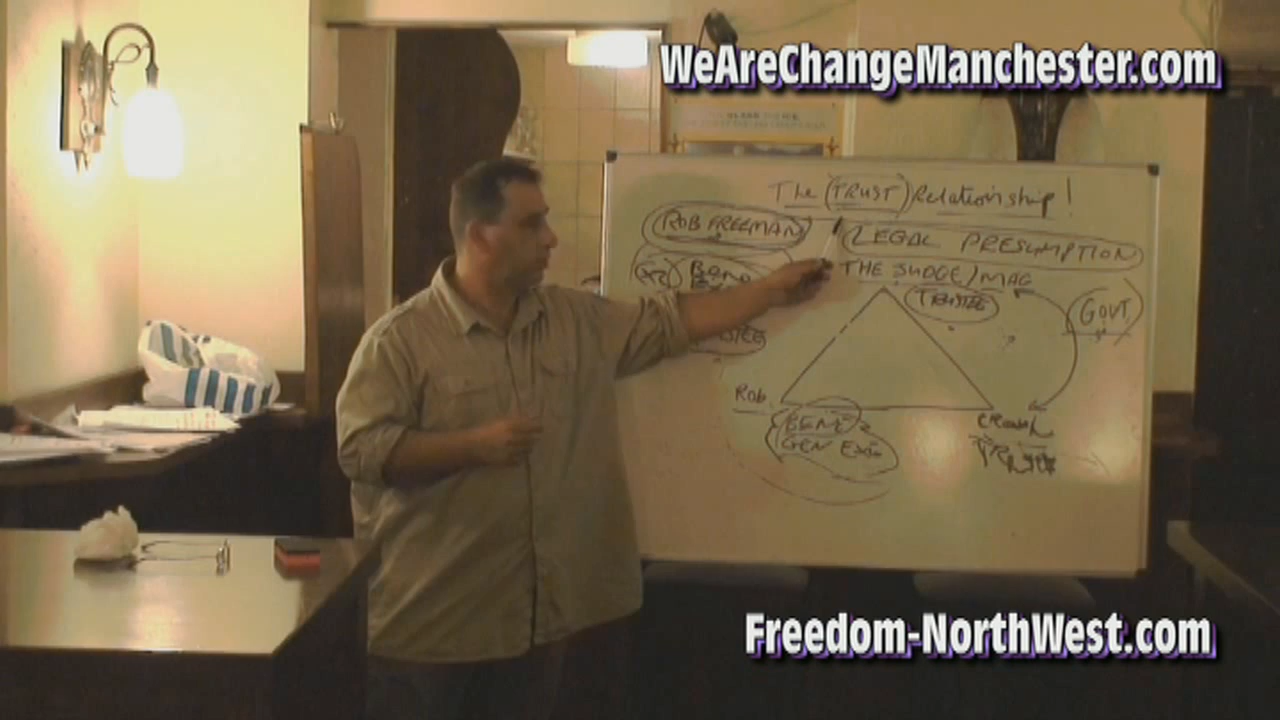 WeAreChangeManchester.com
The (TRUST) Relationship!
ROB FREEMAN
LEGAL PRESUMPTION
THE JUDGE/MAG
TRUSTEE
GOVT
Rob
BENE
GEN EXE
Freedom-NorthWest.com